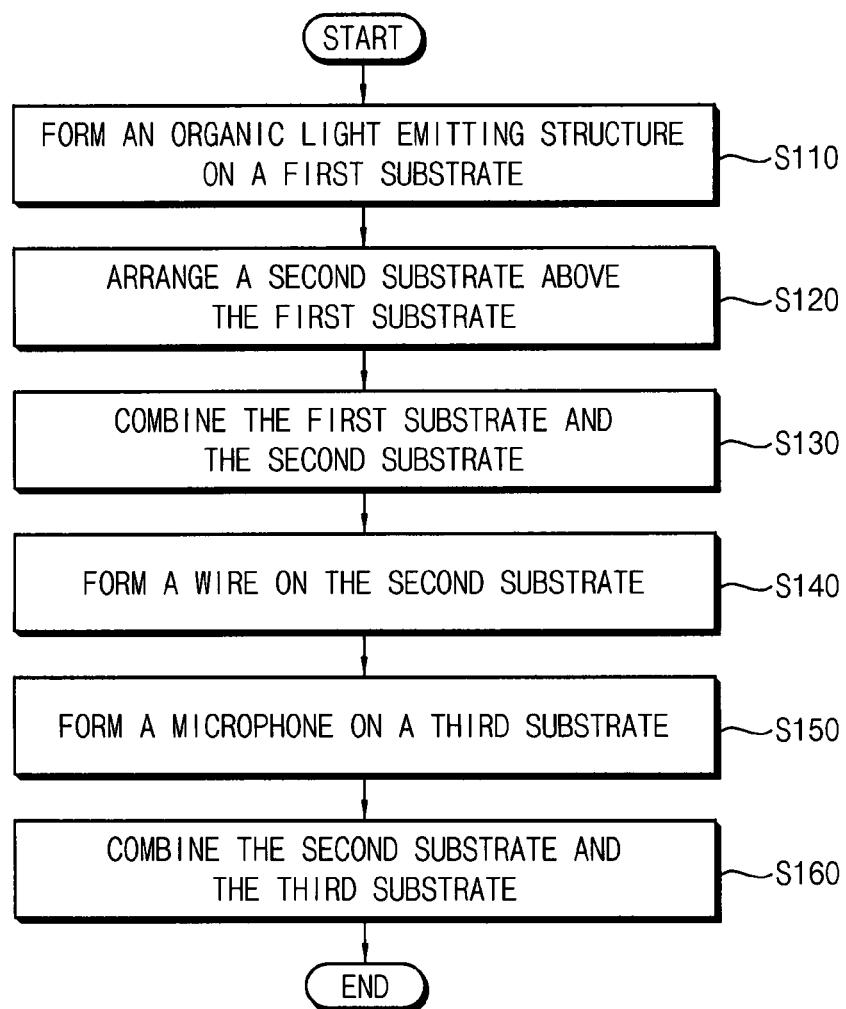 START
FORM AN ORGANIC LIGHT EMITTING STRUCTURE
ON A FIRST SUBSTRATE
S110
ARRANGE A SECOND SUBSTRATE ABOVE
THE FIRST SUBSTRATE
S120
COMBINE THE FIRST SUBSTRATE AND
THE SECOND SUBSTRATE
S130
FORM A WIRE ON THE SECOND SUBSTRATE
S140
FORM A MICROPHONE ON A THIRD SUBSTRATE
S150
COMBINE THE SECOND SUBSTRATE AND
THE THIRD SUBSTRATE
S160
END